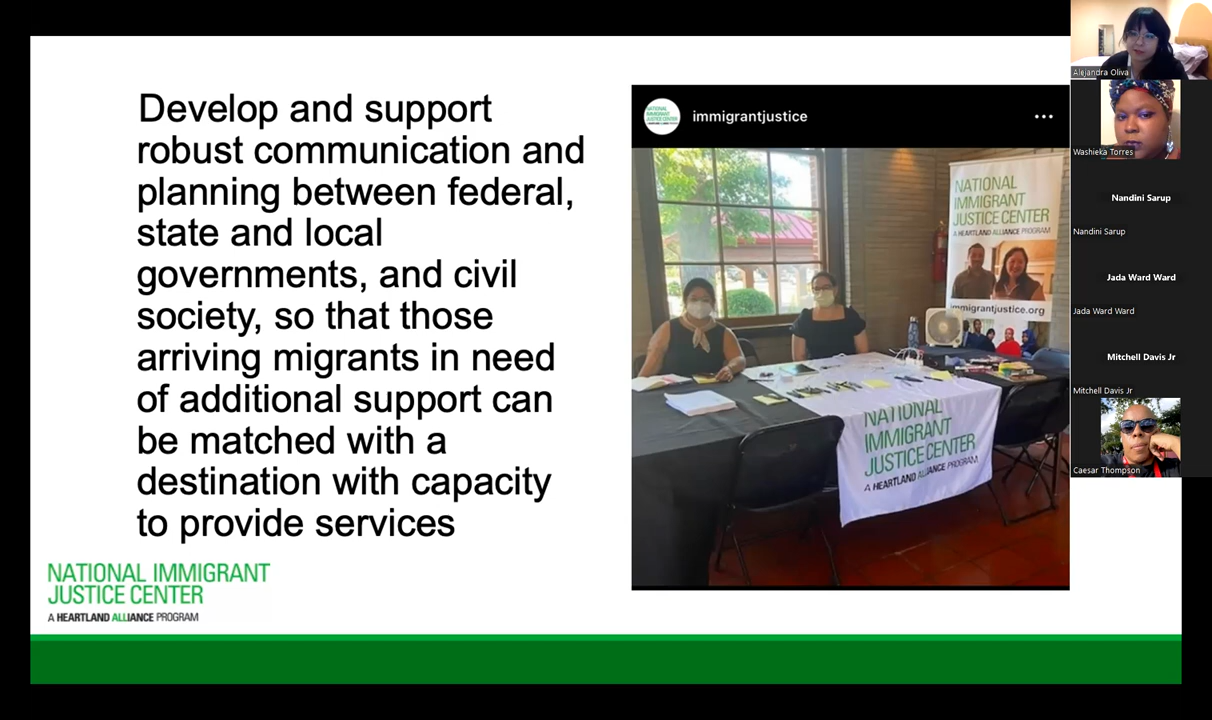 Develop and support
robust communication and
planning between federal,
state and local
governments, and civil
society, so that those
arriving migrants in need
of additional support can
be matched with a
destination with capacity
to provide services
NATIONAL IMMIGRANT
JUSTICE CENTER
A HEARTLAND ALLIANCE PROGRAM
NATIONAL
IMMIGRANT
JUSTICE CENTER
immigrantjustice
NATIONAL
IMMIGRANT
JUSTICE CENTER
A HEARTLAND ALLIANCE PROGRAM
immigrantjustice.org
NATIONAL
IMMIGRANT
JUSTICE CENTER
A HEARTLAND ALLIANCE PROGRAM
Alejandra Oliva
Washieka Torres
Nandini Sarup
Nandini Sarup
Jada Ward Ward
Jada Ward Ward
Mitchell Davis Jr
Mitchell Davis Jr
Caesar Thompson